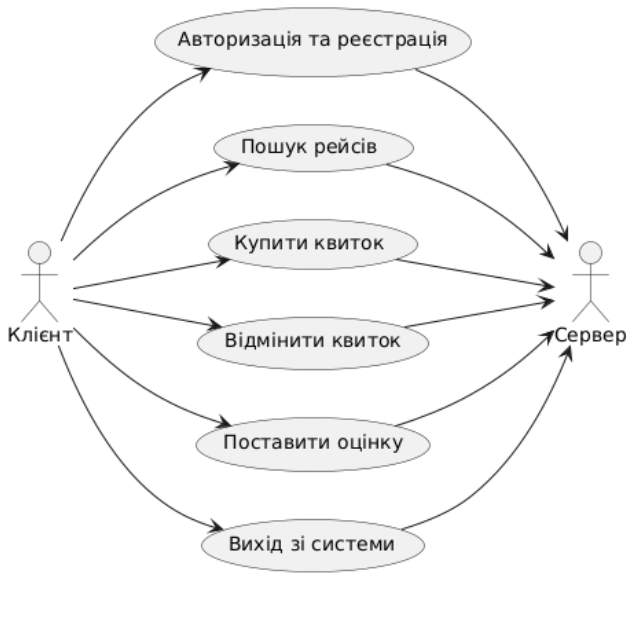 Авторизація та реєстрація
Пошук рейсів
Купити квиток
Клієнт
Сервер
Відмінити квиток
Поставити оцінку
Вихід зі системи